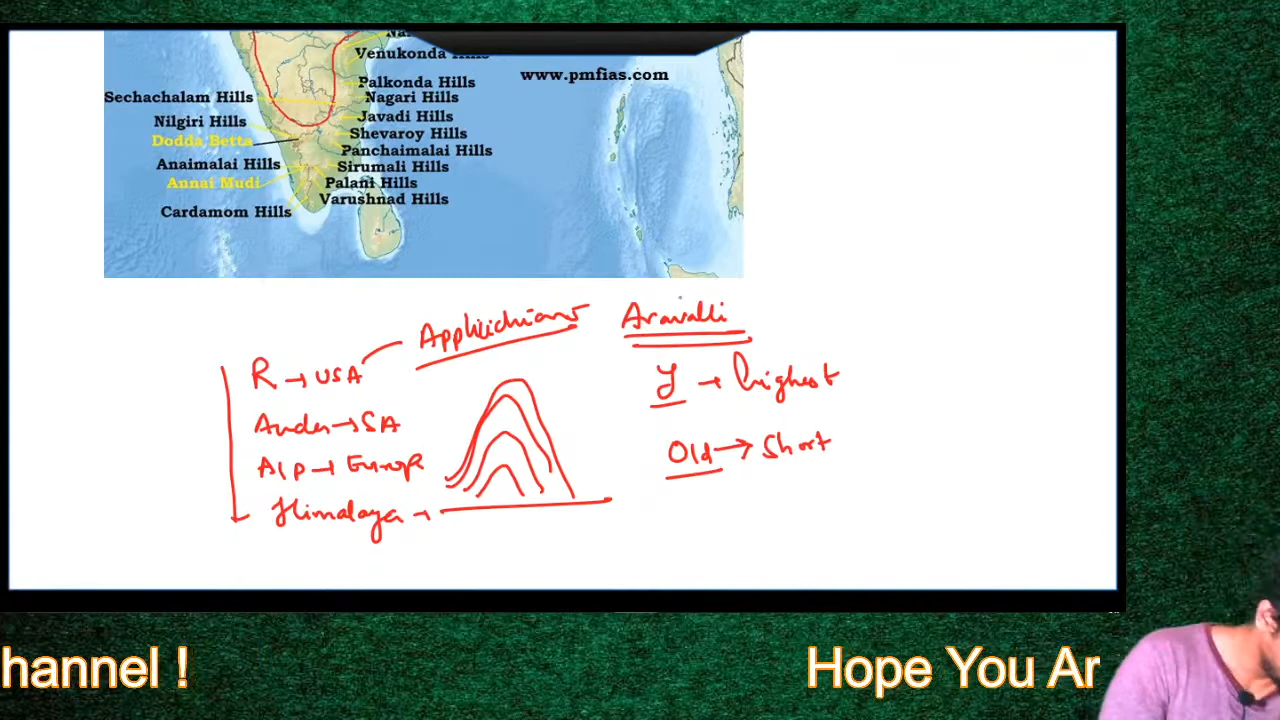 Venukonda Hills
www.pmfias.com
Palkonda Hills
Sechachalam Hills
Nagari Hills
Nilgiri Hills
Javadi Hills
Dodda Betta
Shevaroy Hills
Panchaimalai Hills
Anaimalai Hills
Sirumali Hills
Annai Mudi
Palani Hills
Varushnad Hills
Cardamom Hills
Aravalli
R → USA
Y → highest
Andes → SA
Old → Short
Alp → Europ
Himalaya →
hannel !
Hope You Ar